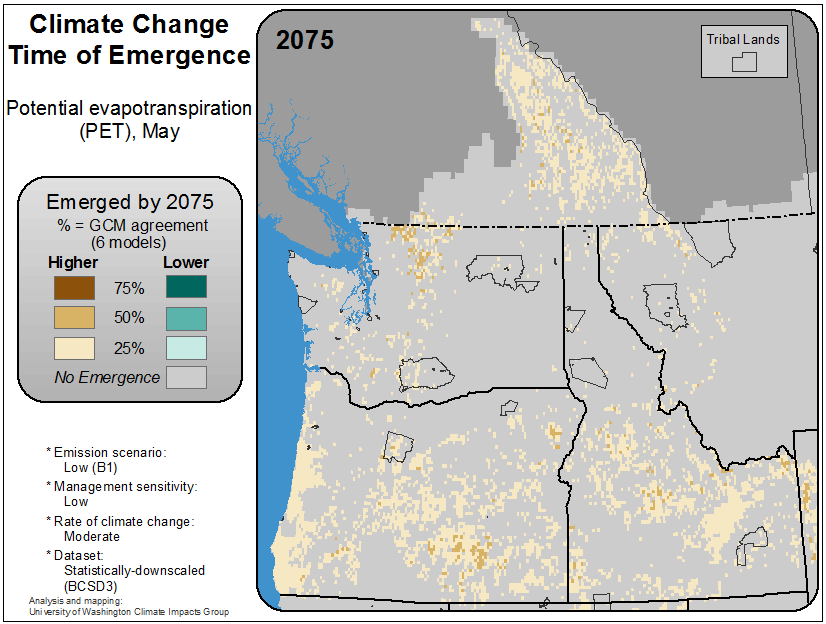 Climate Change
Time of Emergence
Potential evapotranspiration
(PET), May
Emerged by 2075
% = GCM agreement
(6 models)
Higher Lower
75%
50%
25%
No Emergence
* Emission scenario:
Low (B1)
* Management sensitivity:
Low
* Rate of climate change:
Moderate
* Dataset:
Statistically-downscaled
(BCSD3)
Analysis and mapping:
University of Washington Climate Impacts Group
2075
Tribal Lands